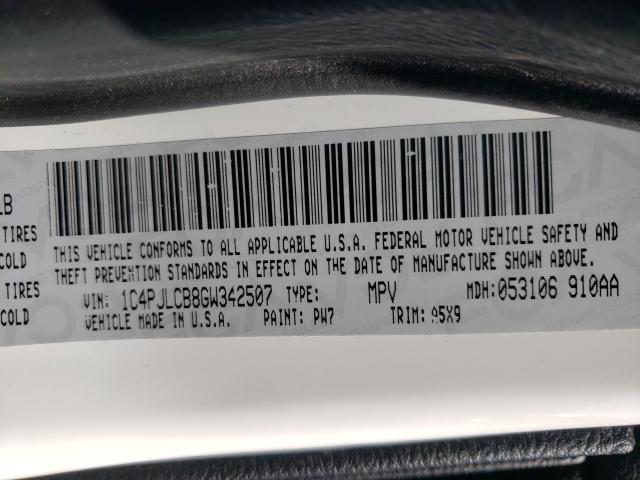 LB
TIRES
COLD
TIRES
COLD
THIS VEHICLE CONFORMS TO ALL APPLICABLE U.S.A. FEDERAL MOTOR VEHICLE SAFETY AND
THEFT PREVENTION STANDARDS IN EFFECT ON THE DATE OF MANUFACTURE SHOWN ABOVE.
VIN: 1C4PJLCB8GW342507 TYPE: MPV MDH: 053106 910AA
VEHICLE MADE IN U.S.A. PAINT: PW7 TRIM: A5X9